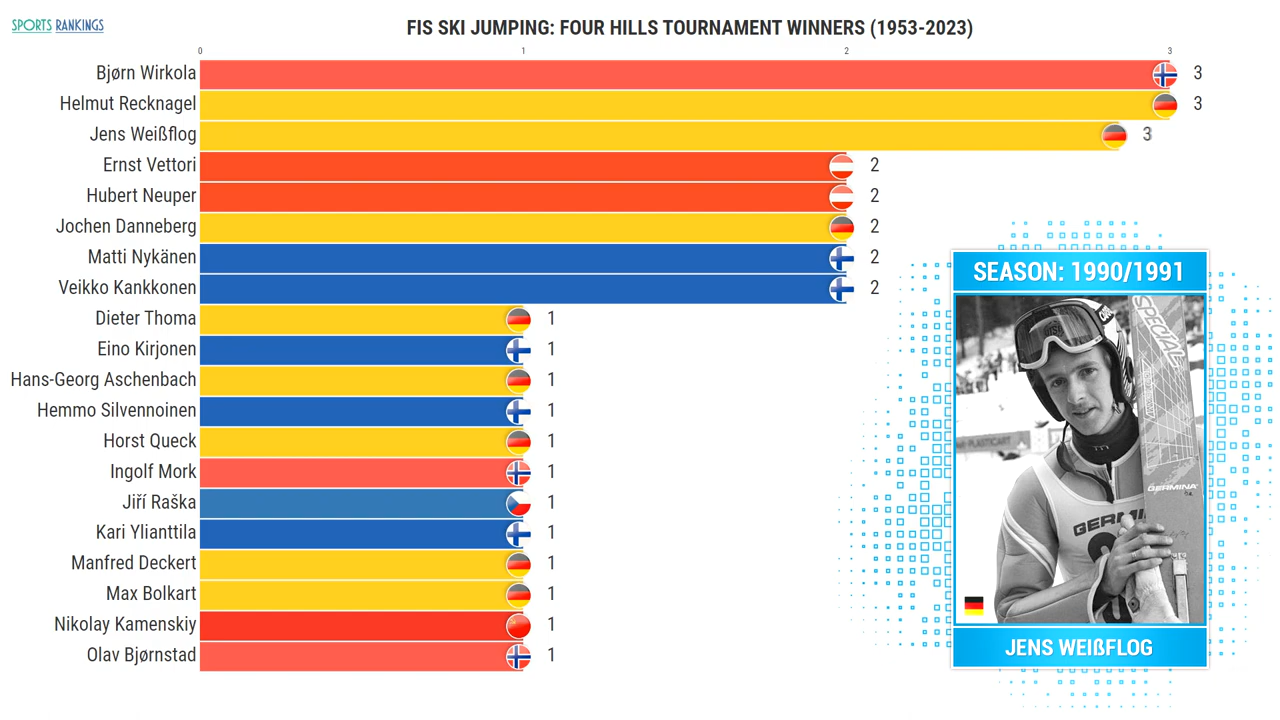 SPORTS RANKINGS
FIS SKI JUMPING: FOUR HILLS TOURNAMENT WINNERS (1953-2023)
0 1 2 3
Bjørn Wirkola 3
Helmut Recknagel 3
Jens Weißflog 3
Ernst Vettori 2
Hubert Neuper 2
Jochen Danneberg 2
Matti Nykänen 2
Veikko Kankkonen 2
Dieter Thoma 1
Eino Kirjonen 1
Hans-Georg Aschenbach 1
Hemmo Silvennoinen 1
Horst Queck 1
Ingolf Mork 1
Jiří Raška 1
Kari Ylianttila 1
Manfred Deckert 1
Max Bolkart 1
Nikolay Kamenskiy 1
Olav Bjørnstad 1
SEASON: 1990/1991
SPECIAL
GERMINA
GERMI
JENS WEIßFLOG